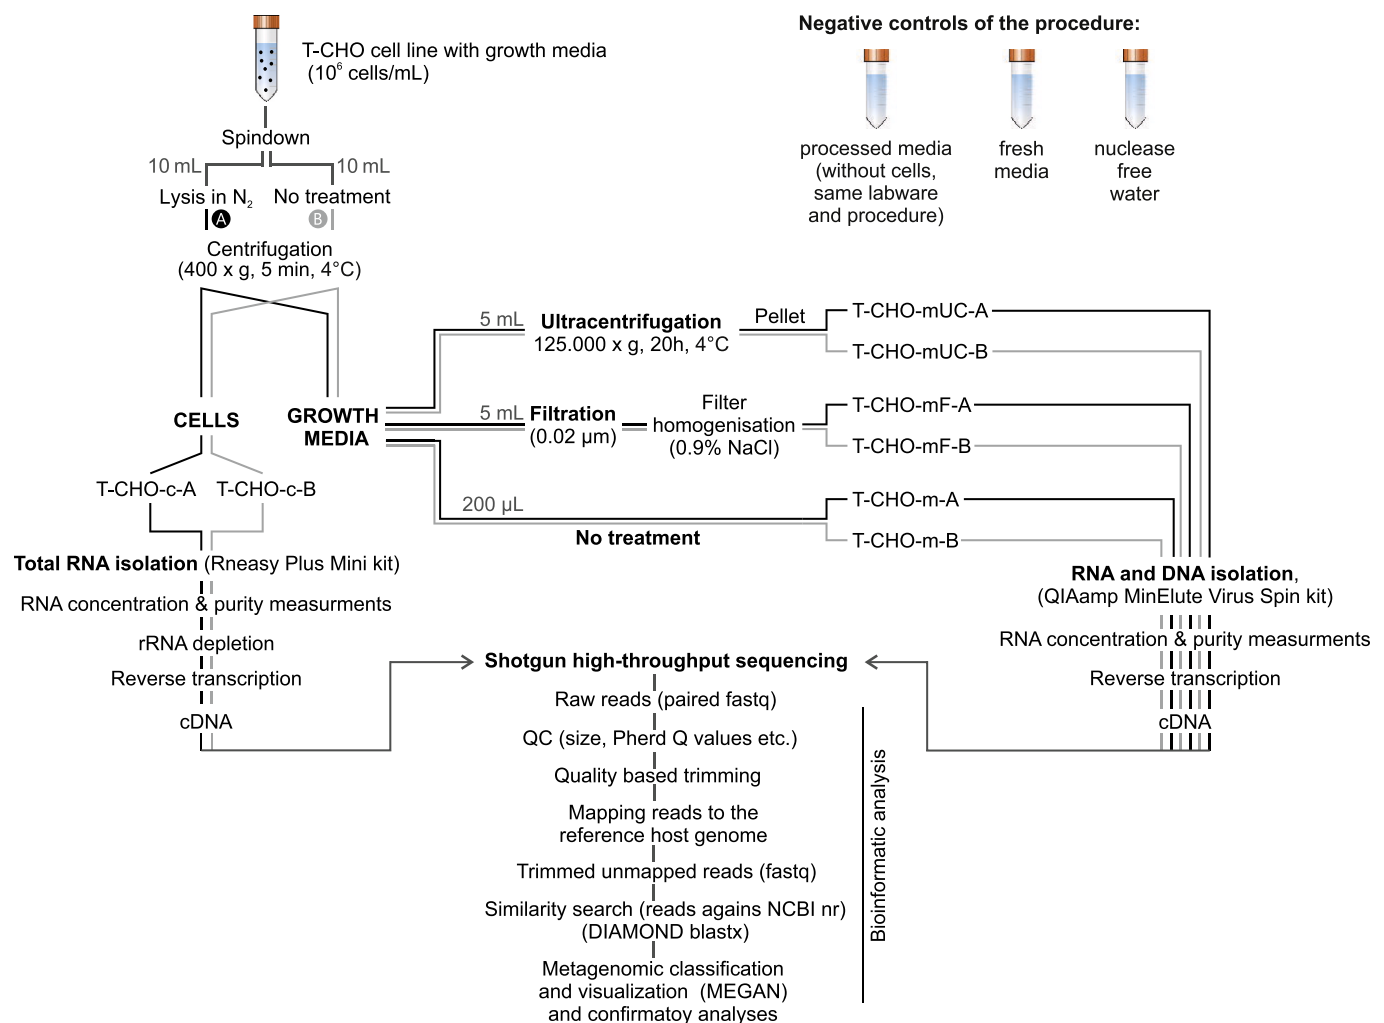 T-CHO cell line with growth media
(10⁶ cells/mL)
Spindown
10 mL
10 mL
Lysis in N₂
No treatment
A
B
Centrifugation
(400 x g, 5 min, 4°C)
Negative controls of the procedure:
processed media
(without cells,
same labware
and procedure)
fresh
media
nuclease
free
water
CELLS
GROWTH
MEDIA
5 mL
Ultracentrifugation
125.000 x g, 20h, 4°C
Pellet
T-CHO-mUC-A
T-CHO-mUC-B
5 mL
Filtration
(0.02 µm)
Filter
homogenisation
(0.9% NaCl)
T-CHO-mF-A
T-CHO-mF-B
200 µL
No treatment
T-CHO-m-A
T-CHO-m-B
T-CHO-c-A
T-CHO-c-B
Total RNA isolation (Rneasy Plus Mini kit)
RNA concentration & purity measurments
rRNA depletion
Reverse transcription
cDNA
RNA and DNA isolation,
(QIAamp MinElute Virus Spin kit)
RNA concentration & purity measurments
Reverse transcription
cDNA
Shotgun high-throughput sequencing
Raw reads (paired fastq)
QC (size, Pherd Q values etc.)
Quality based trimming
Mapping reads to the
reference host genome
Trimmed unmapped reads (fastq)
Similarity search (reads agains NCBI nr)
(DIAMOND blastx)
Metagenomic classification
and visualization (MEGAN)
and confirmatoy analyses
Bioinformatic analysis